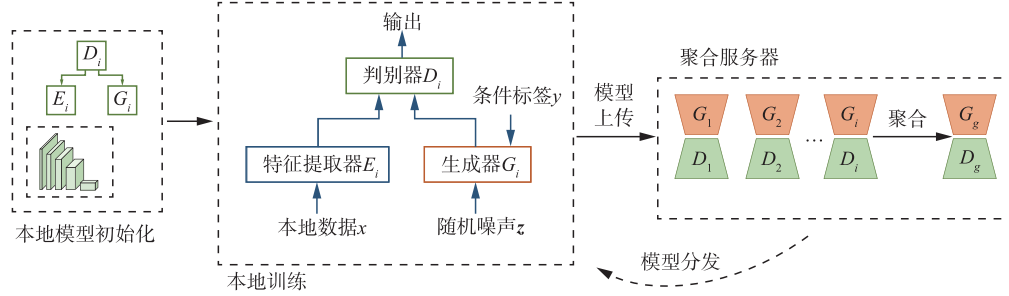 D_i
E_i G_i
本地模型初始化
输出
判别器D_i
条件标签y
特征提取器E_i
生成器G_i
本地数据x
随机噪声z
本地训练
模型
上传
聚合服务器
G_1 G_2 G_i 聚合 G_g
D_1 D_2 … D_i D_g
模型分发